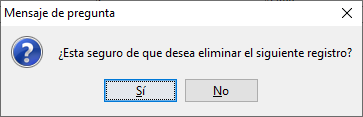 Mensaje de pregunta
¿Esta seguro de que desea eliminar el siguiente registro?
Sí
No